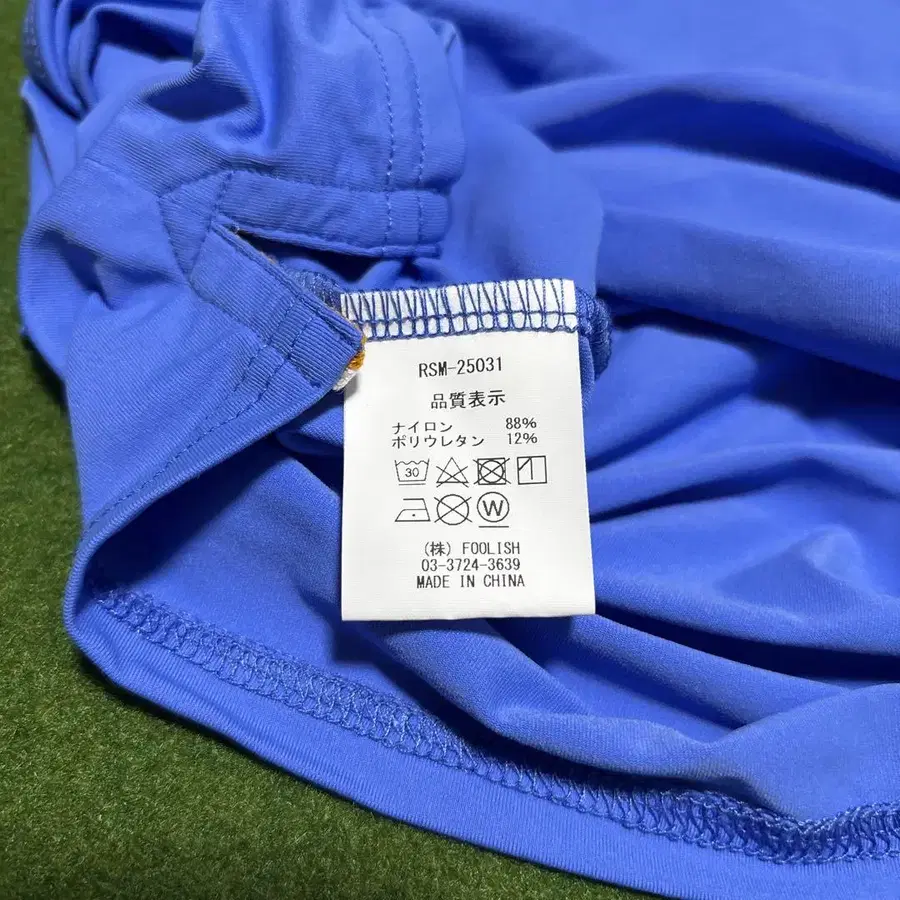 RSM-25031
品質表示
ナイロン 88%
ポリウレタン 12%
30
W
(株) FOOLISH
03-3724-3639
MADE IN CHINA